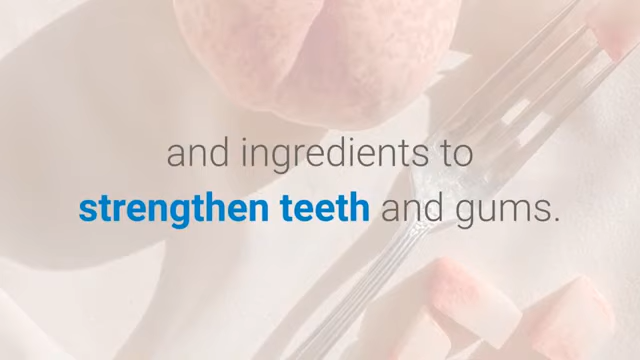 and ingredients to
strengthen teeth and gums.